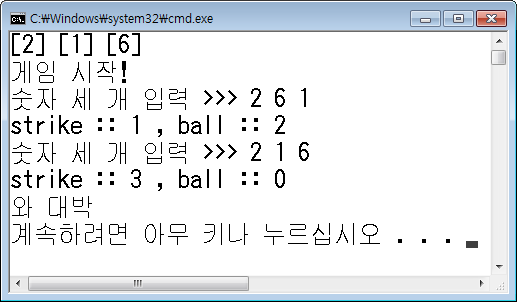 C:\Windows\system32\cmd.exe
[2] [1] [6]
게임 시작!
숫자 세 개 입력 >>> 2 6 1
strike :: 1 , ball :: 2
숫자 세 개 입력 >>> 2 1 6
strike :: 3 , ball :: 0
와 대박
계속하려면 아무 키나 누르십시오 . . .